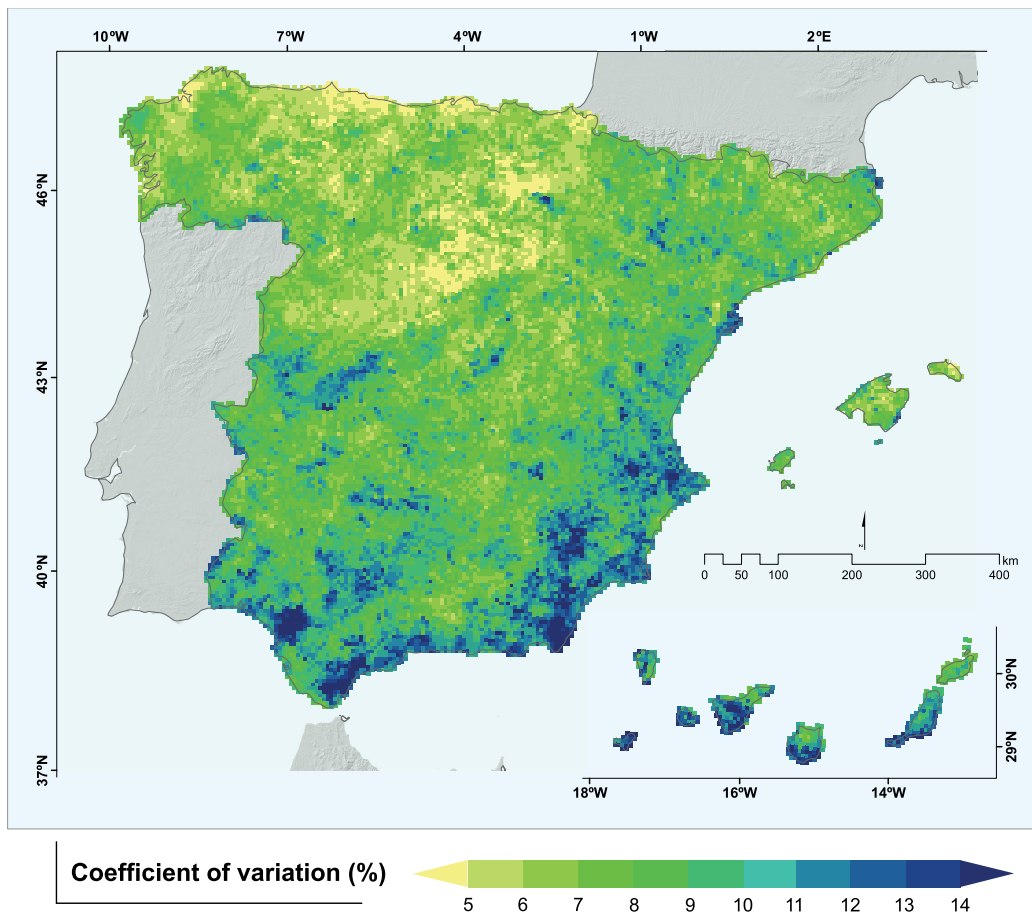 10ºW 7ºW 4ºW 1ºW 2ºE
46ºN
43ºN
40ºN
37ºN
km
0 50 100 200 300 400
30ºN
29ºN
18ºW 16ºW 14ºW
Coefficient of variation (%)
5 6 7 8 9 10 11 12 13 14